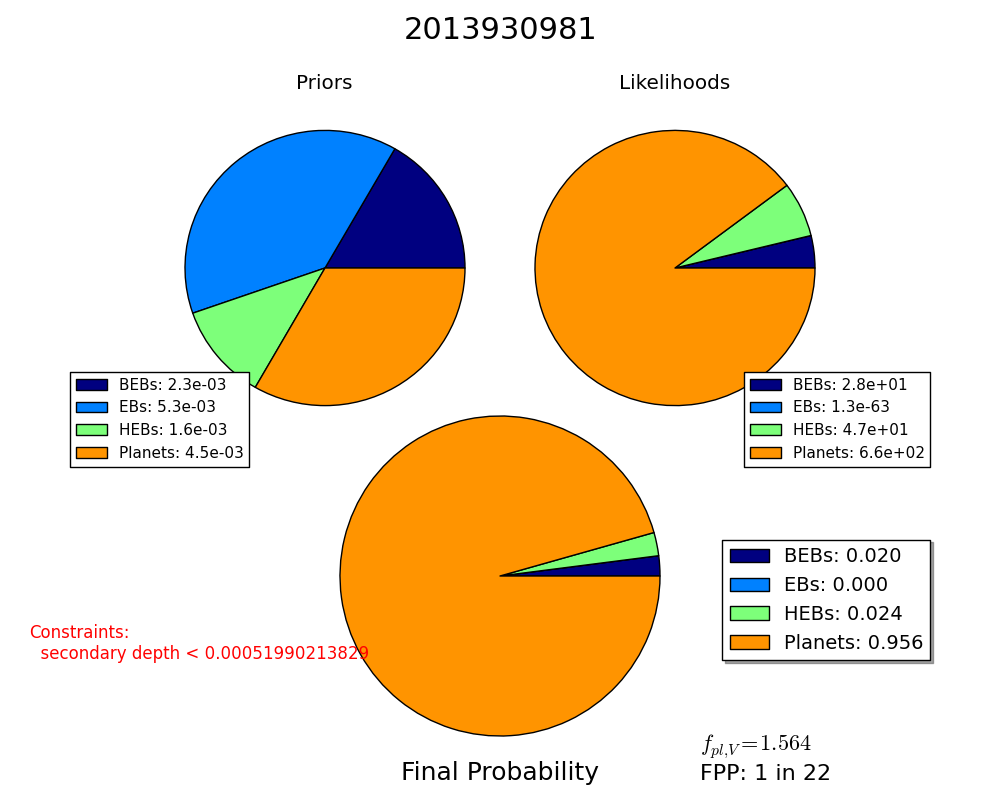 2013930981
Priors
Likelihoods
BEBs: 2.3e-03
EBs: 5.3e-03
HEBs: 1.6e-03
Planets: 4.5e-03
BEBs: 2.8e+01
EBs: 1.3e-63
HEBs: 4.7e+01
Planets: 6.6e+02
BEBs: 0.020
EBs: 0.000
HEBs: 0.024
Planets: 0.956
Constraints:
secondary depth < 0.00051990213829
f_{pl,V}=1.564
Final Probability
FPP: 1 in 22